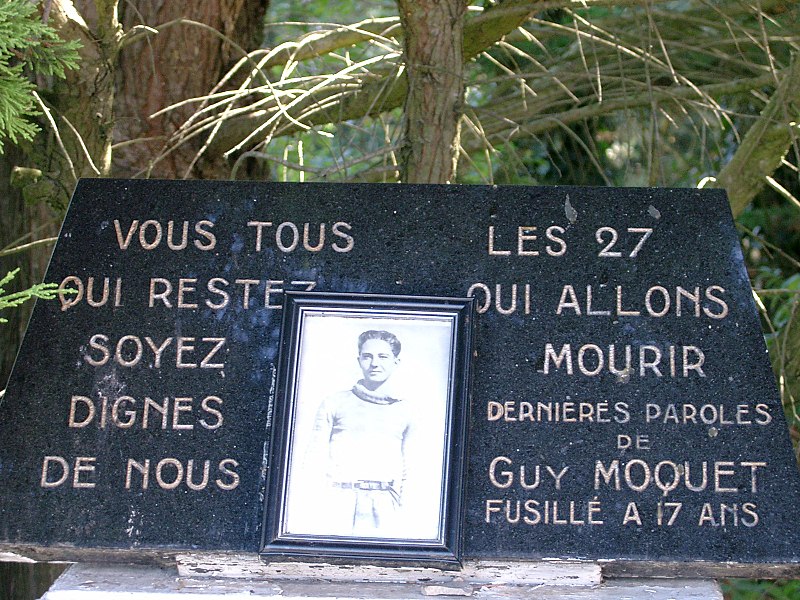 VOUS TOUS
QUI RESTEZ
SOYEZ
DIGNES
DE NOUS
LES 27
QUI ALLONS
MOURIR
DERNIÈRES PAROLES
DE
GUY MOQUET
FUSILLÉ A 17 ANS